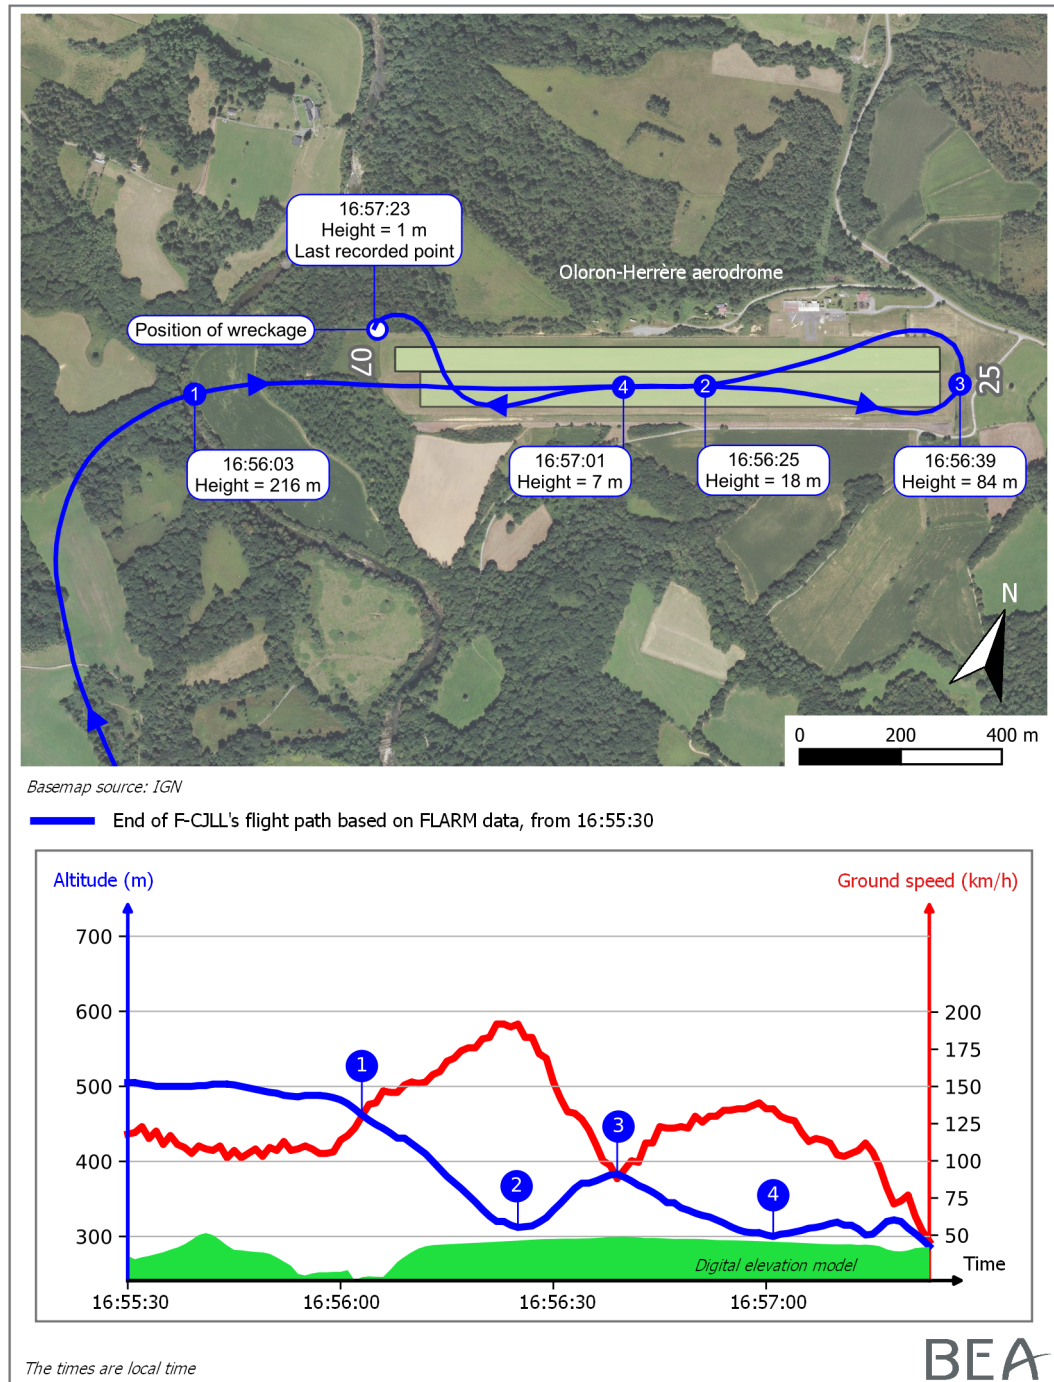 16:57:23
Height = 1 m
Last recorded point
Oloron-Herrère aerodrome
Position of wreckage
07
25
1
4
2
3
16:56:03
Height = 216 m
16:57:01
Height = 7 m
16:56:25
Height = 18 m
16:56:39
Height = 84 m
N
0 200 400 m
Basemap source: IGN
End of F-CJLL's flight path based on FLARM data, from 16:55:30
Altitude (m)
Ground speed (km/h)
700
600
500
400
300
200
175
150
125
100
75
50
1
2
3
4
Digital elevation model
Time
16:55:30
16:56:00
16:56:30
16:57:00
The times are local time
BEA